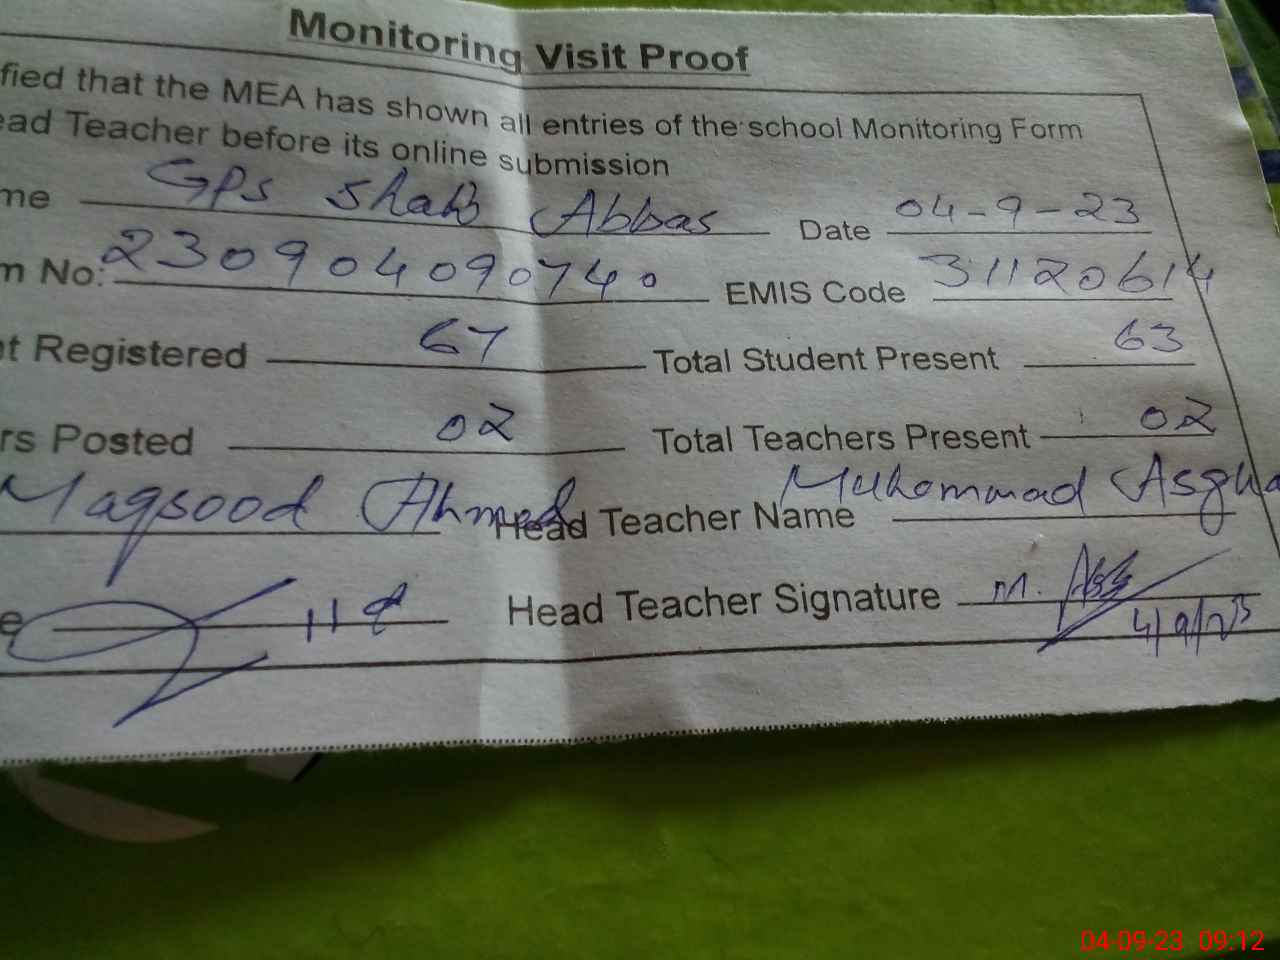 Monitoring Visit Proof
fied that the MEA has shown all entries of the school Monitoring Form
ead Teacher before its online submission
me GPS Shah Abbas Date 04-9-23
m No: 230904090740 EMIS Code 31120614
t Registered 67 Total Student Present 63
rs Posted 02 Total Teachers Present 02
Maqsood Ahmed Head Teacher Name Muhammad Asgha
e Head Teacher Signature M. 4/9/23
04-09-23 09:12